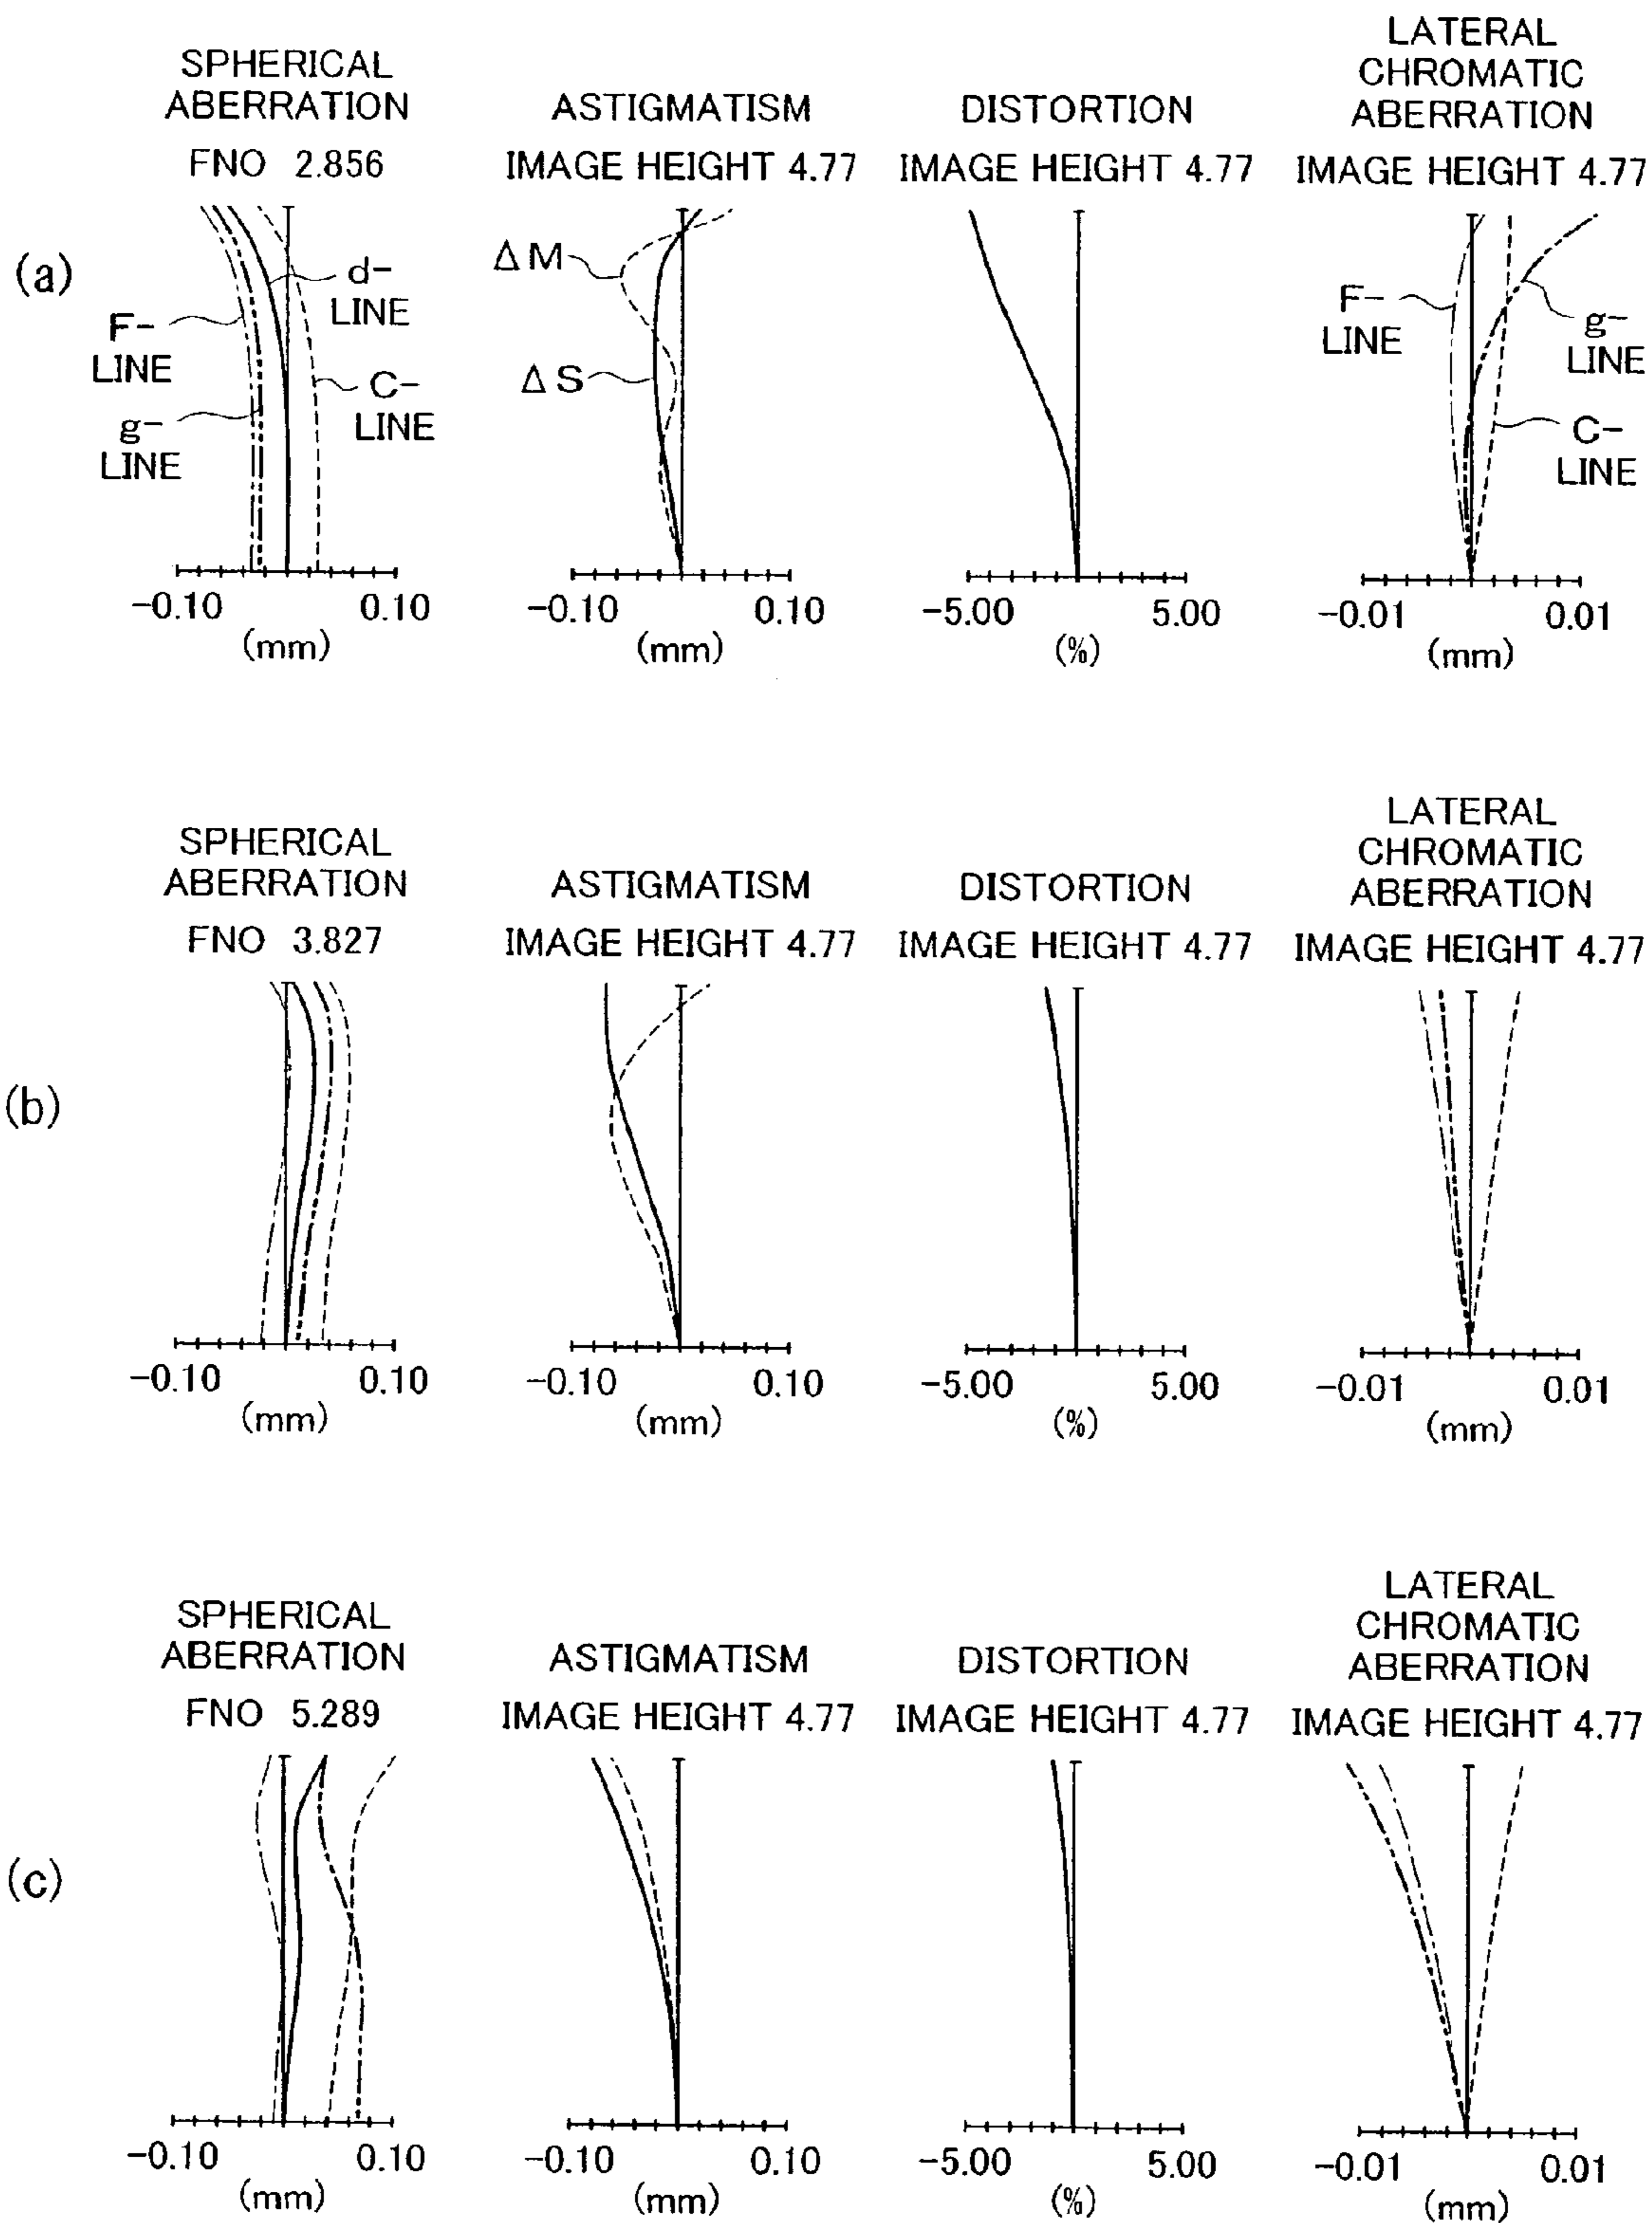 (a)
SPHERICAL
ABERRATION
FNO 2.856
d-
LINE
F-
LINE
C-
LINE
g-
LINE
-0.10
0.10
(mm)
ASTIGMATISM
IMAGE HEIGHT 4.77
ΔM
ΔS
-0.10
0.10
(mm)
DISTORTION
IMAGE HEIGHT 4.77
-5.00
5.00
(%)
LATERAL
CHROMATIC
ABERRATION
IMAGE HEIGHT 4.77
F-
LINE
g-
LINE
C-
LINE
-0.01
0.01
(mm)
(b)
SPHERICAL
ABERRATION
FNO 3.827
-0.10
0.10
(mm)
ASTIGMATISM
IMAGE HEIGHT 4.77
-0.10
0.10
(mm)
DISTORTION
IMAGE HEIGHT 4.77
-5.00
5.00
(%)
LATERAL
CHROMATIC
ABERRATION
IMAGE HEIGHT 4.77
-0.01
0.01
(mm)
(c)
SPHERICAL
ABERRATION
FNO 5.289
-0.10
0.10
(mm)
ASTIGMATISM
IMAGE HEIGHT 4.77
-0.10
0.10
(mm)
DISTORTION
IMAGE HEIGHT 4.77
-5.00
5.00
(%)
LATERAL
CHROMATIC
ABERRATION
IMAGE HEIGHT 4.77
-0.01
0.01
(mm)